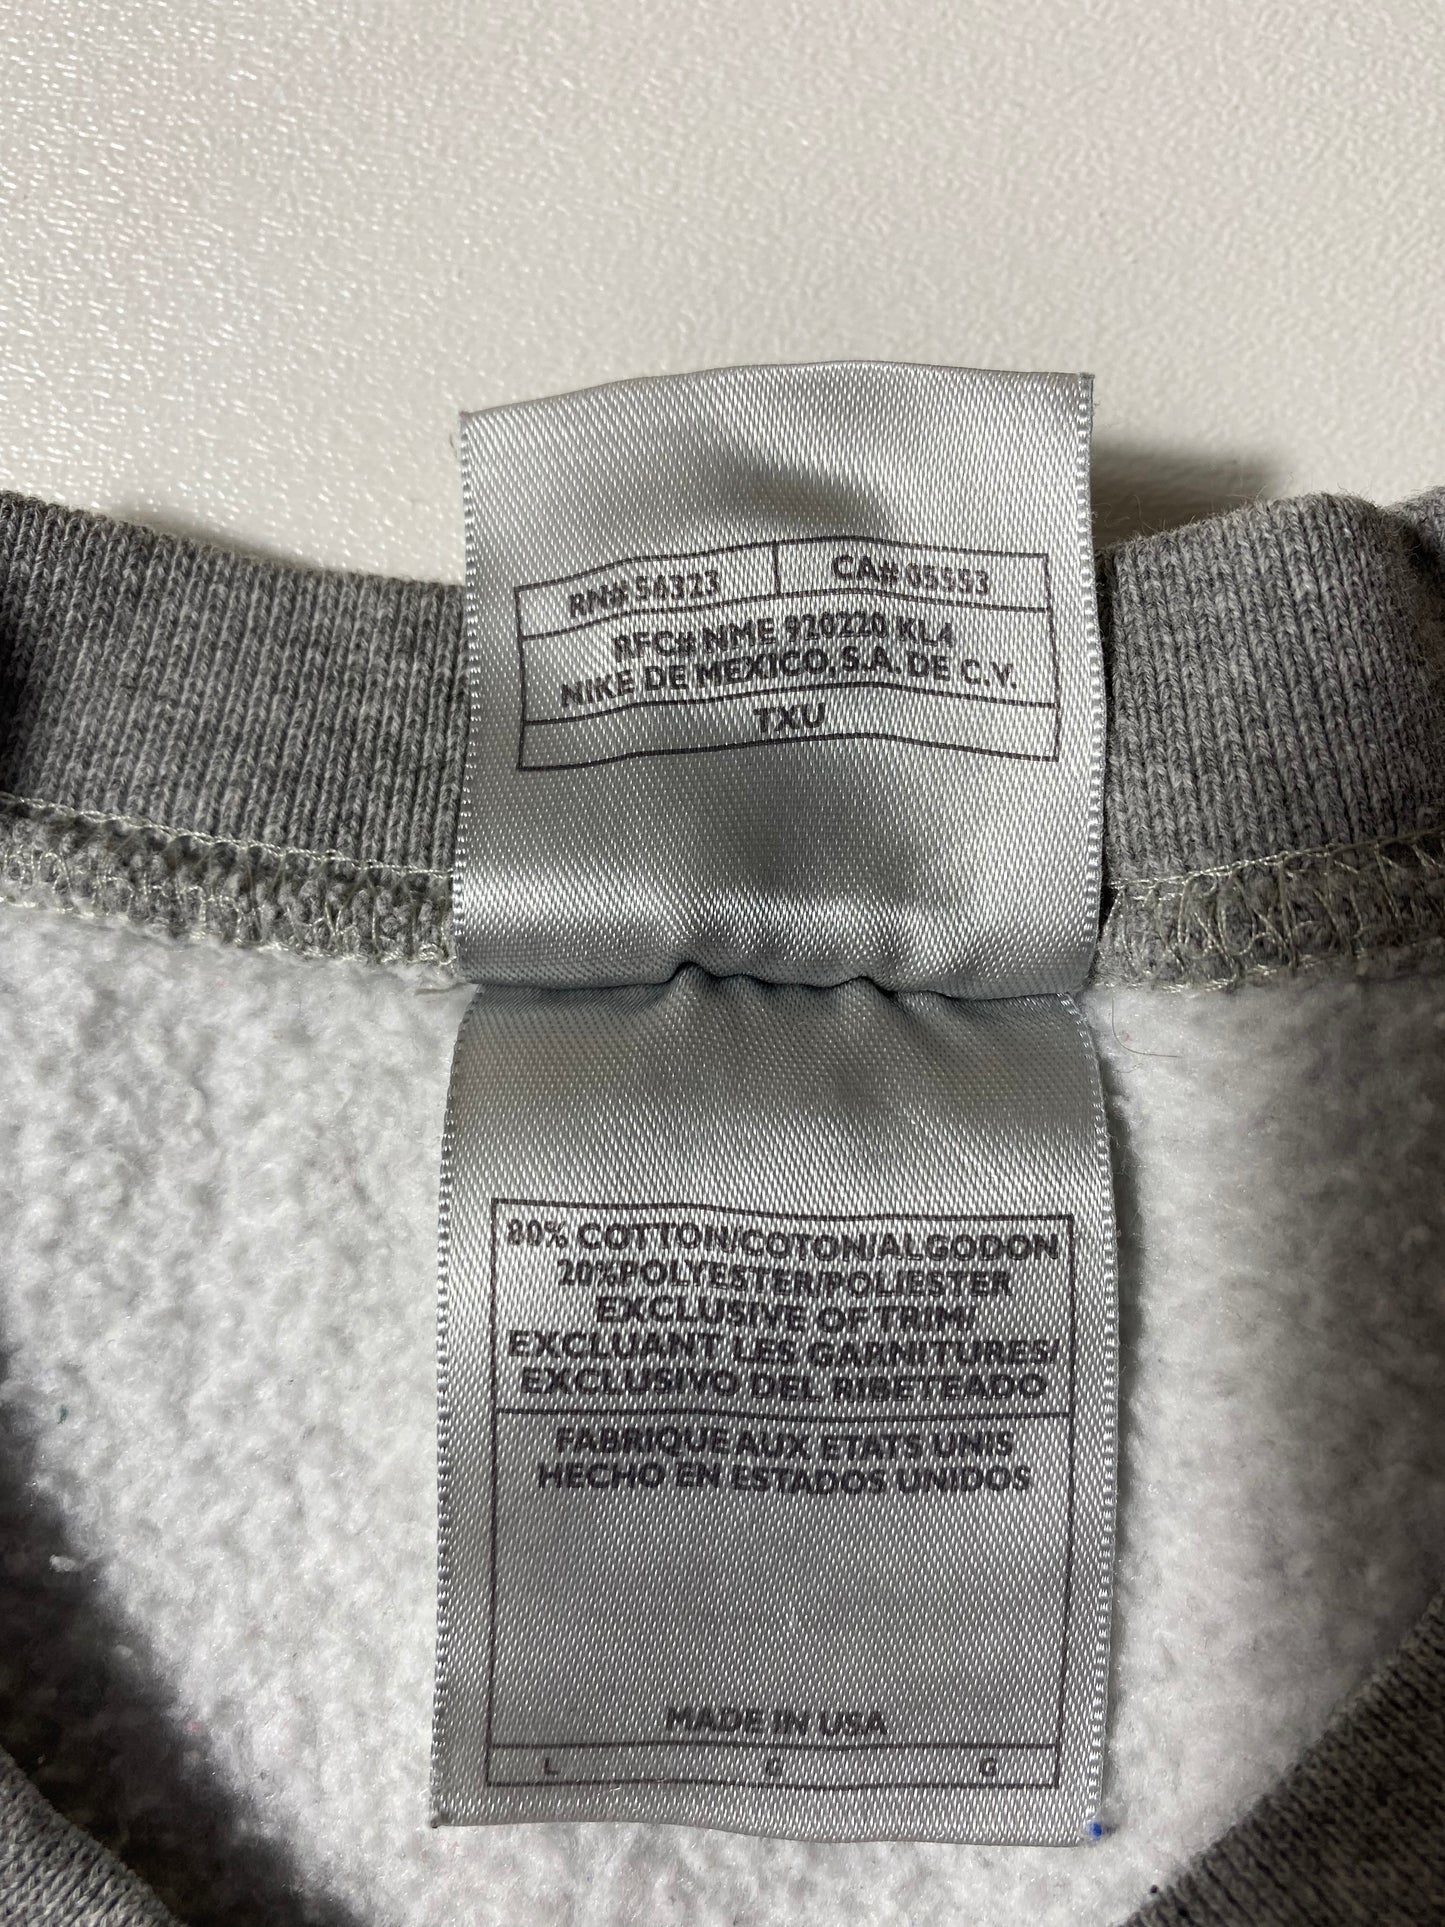 RN# 56323 CA# 05553
RFC# NME 920220 KL4
NIKE DE MEXICO, S.A. DE C.V.
TXU
80% COTTON/COTON/ALGODON
20% POLYESTER/POLIESTER
EXCLUSIVE OF TRIM/
EXCLUANT LES GARNITURES/
EXCLUSIVO DEL RIBETEADO
FABRIQUE AUX ETATS UNIS
HECHO EN ESTADOS UNIDOS
MADE IN USA
L G G